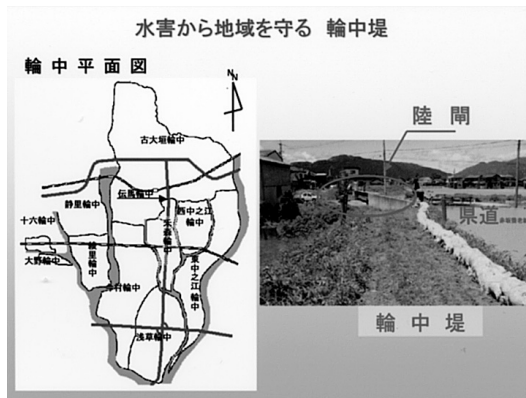 水害から地域を守る 輪中堤
輪中平面図
N
古大垣輪中
静里輪中
伝馬輪中
西中之江
輪中
十六輪中
大野輪中
綾里輪中
東中之江輪中
浅草輪中
陸閘
県道
輪中堤